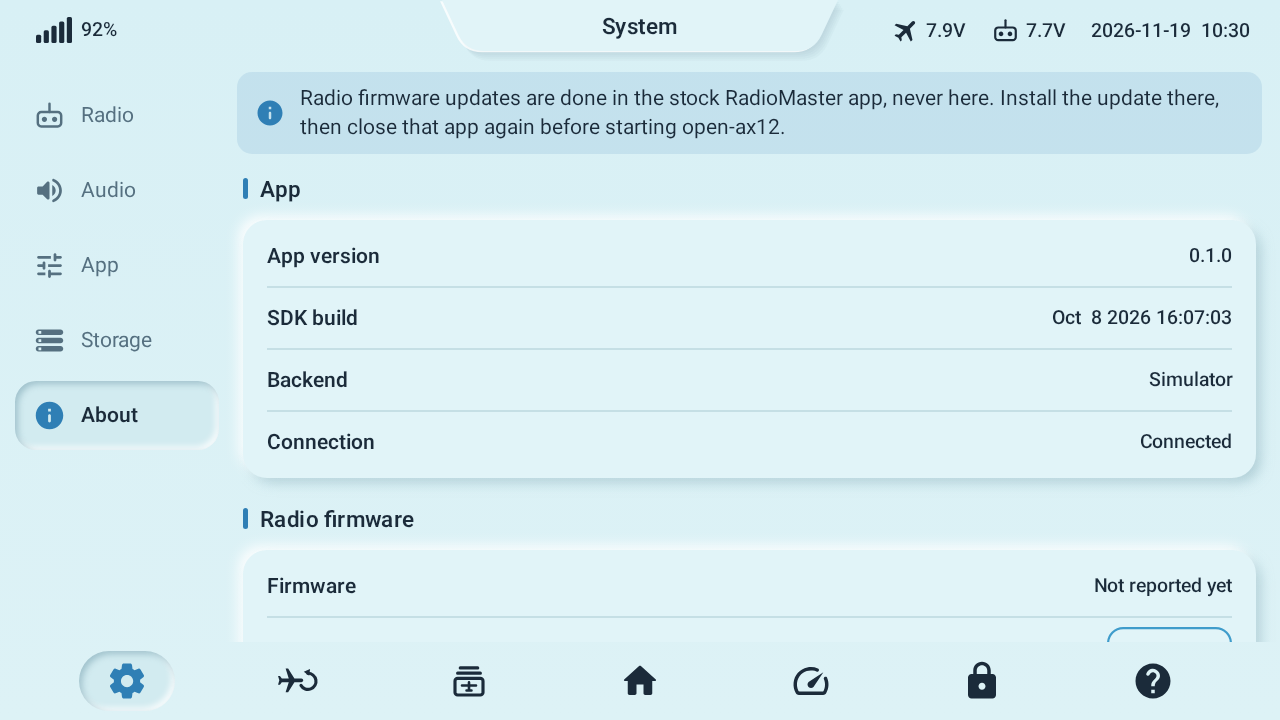 92%
System
7.9V
7.7V
2026-11-19 10:30
Radio
Audio
App
Storage
About
Radio firmware updates are done in the stock RadioMaster app, never here. Install the update there,
then close that app again before starting open-ax12.
App
App version 0.1.0
SDK build Oct  8 2026 16:07:03
Backend Simulator
Connection Connected
Radio firmware
Firmware Not reported yet